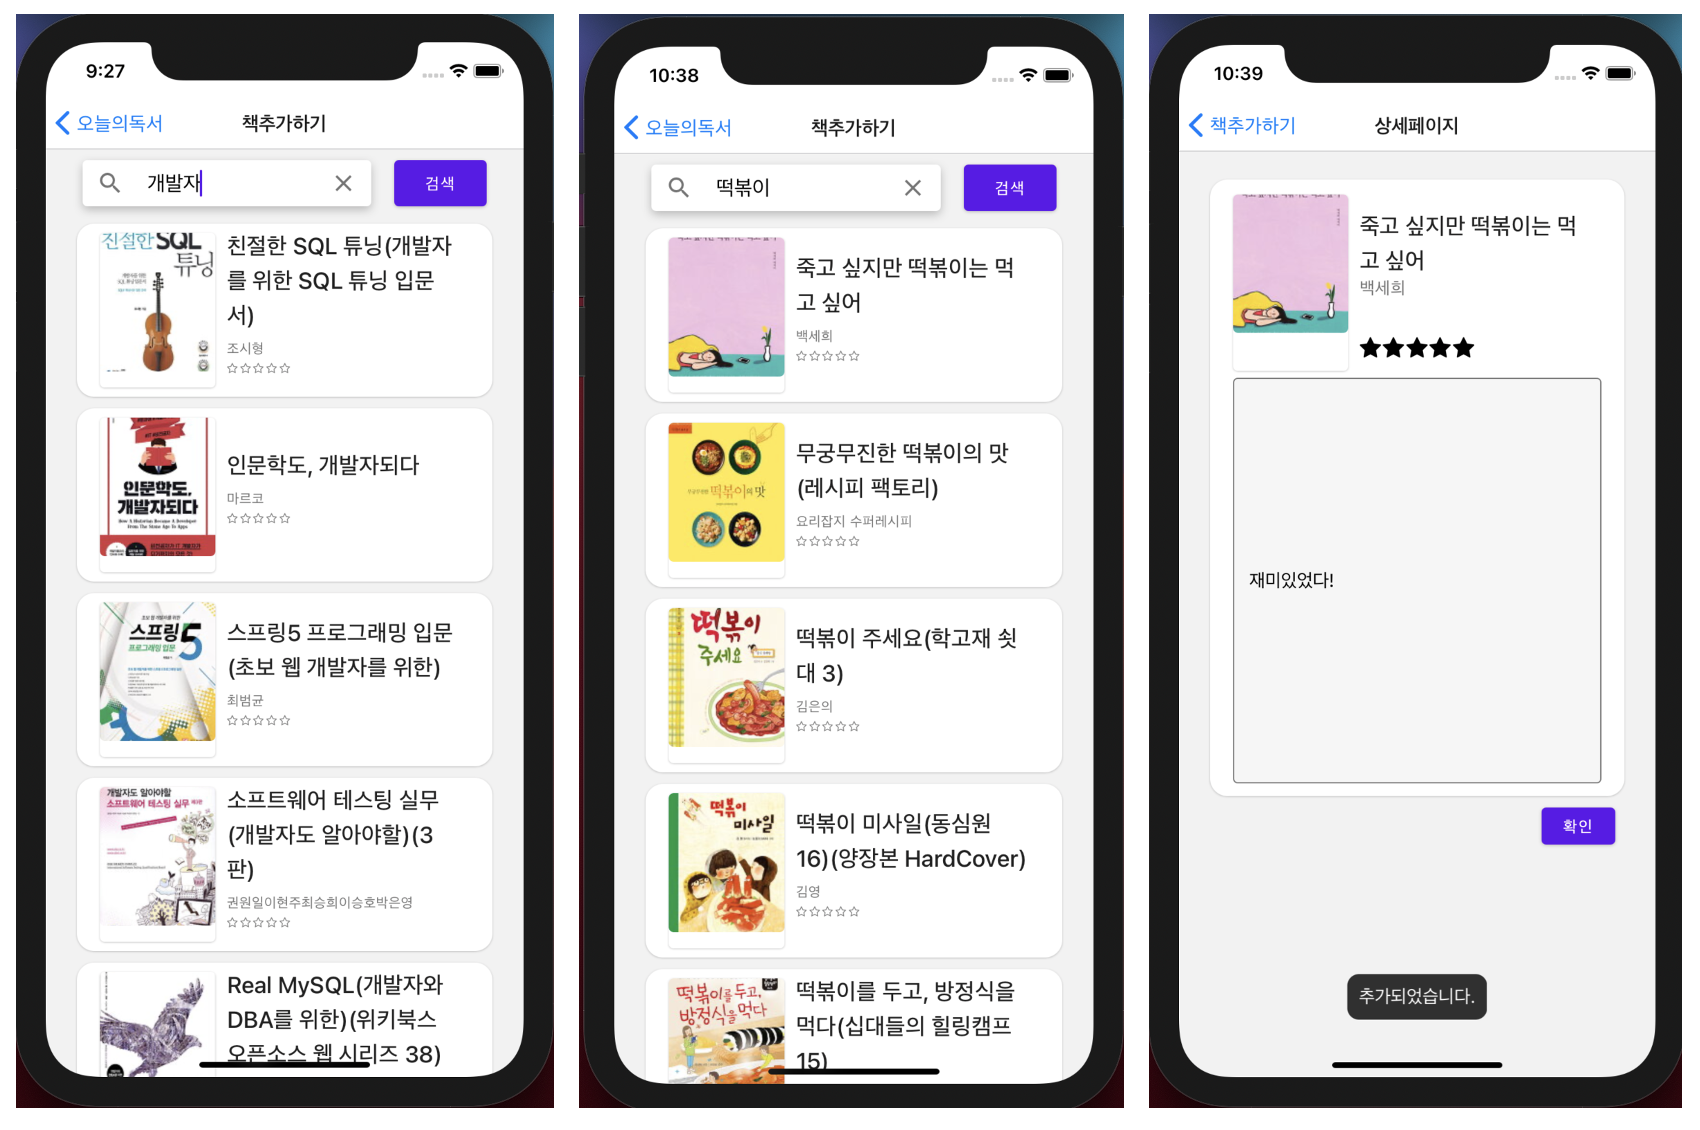 9:27
오늘의독서
책추가하기
개발자
검색
친절한 SQL
튜닝
친절한 SQL 튜닝(개발자
를 위한 SQL 튜닝 입문
서)
조시형
인문학도,
개발자되다
인문학도, 개발자되다
마르코
스프링5
프로그래밍 입문
스프링5 프로그래밍 입문
(초보 웹 개발자를 위한)
최범균
개발자도 알아야할
소프트웨어 테스팅 실무
소프트웨어 테스팅 실무
(개발자도 알아야할)(3
판)
권원일이현주최승희이승호박은영
Real MySQL(개발자와
DBA를 위한)(위키북스
오픈소스 웹 시리즈 38)
10:38
오늘의독서
책추가하기
떡볶이
검색
죽고 싶지만 떡볶이는 먹
고 싶어
백세희
떡볶이의 맛
무궁무진한 떡볶이의 맛
(레시피 팩토리)
요리잡지 수퍼레시피
떡볶이
주세요
떡볶이 주세요(학고재 쇳
대 3)
김은의
떡볶이
미사일
떡볶이 미사일(동심원
16)(양장본 HardCover)
김영
떡볶이를 두고,
방정식을 먹다
떡볶이를 두고, 방정식을
먹다(십대들의 힐링캠프
15)
10:39
책추가하기
상세페이지
죽고 싶지만 떡볶이는 먹
고 싶어
백세희
재미있었다!
확인
추가되었습니다.